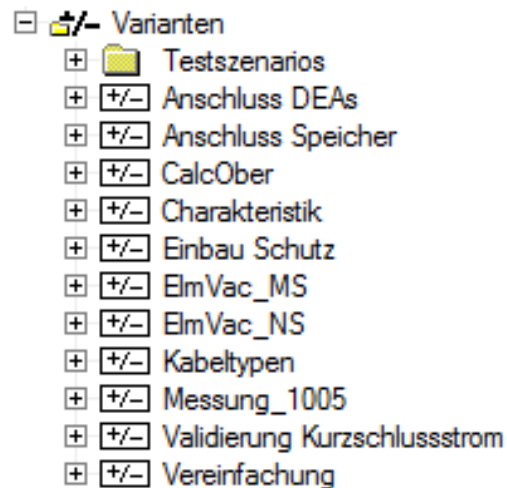 +/- Varianten
Testszenarios
+/- Anschluss DEAs
+/- Anschluss Speicher
+/- CalcOber
+/- Charakteristik
+/- Einbau Schutz
+/- ElmVac_MS
+/- ElmVac_NS
+/- Kabeltypen
+/- Messung_1005
+/- Validierung Kurzschlussstrom
+/- Vereinfachung